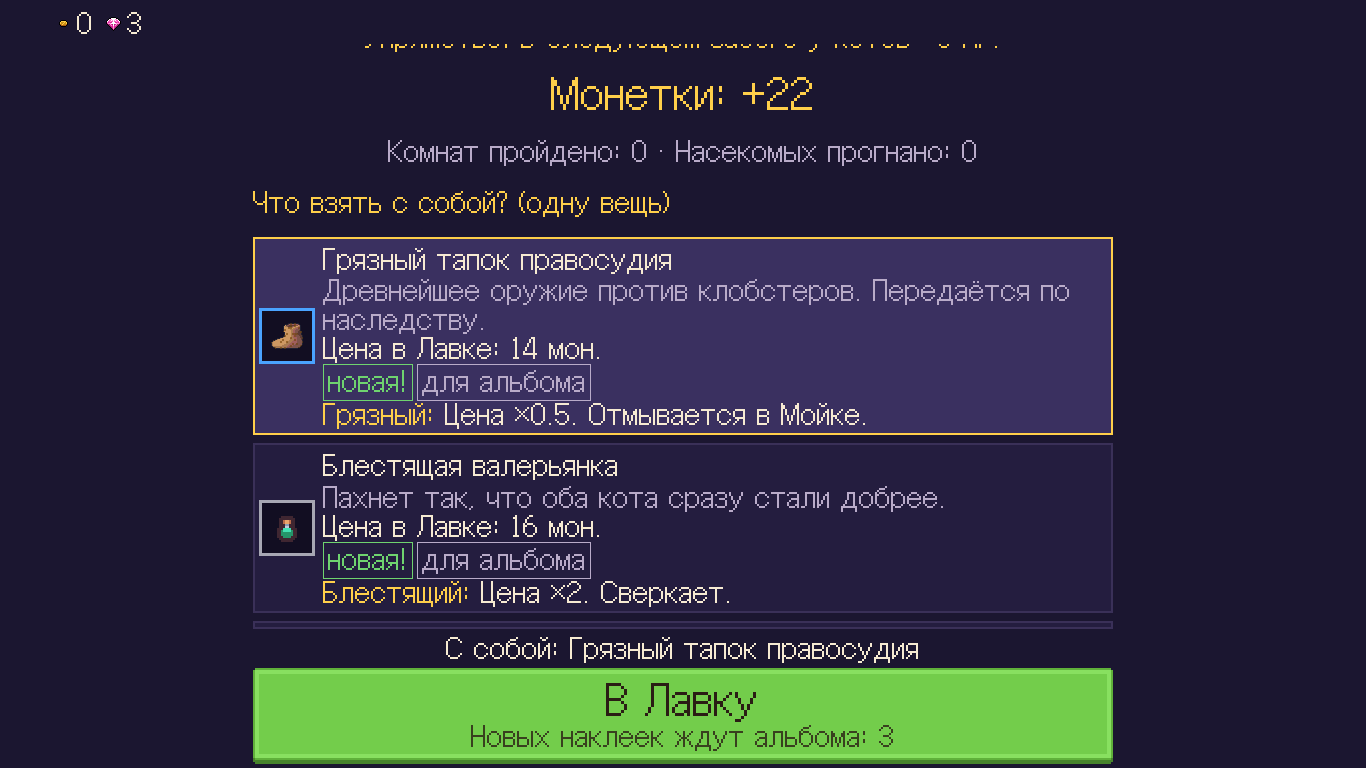 0 3
Монетки: +22
Комнат пройдено: 0 · Насекомых прогнано: 0
Что взять с собой? (одну вещь)
Грязный тапок правосудия
Древнейшее оружие против клобстеров. Передаётся по
наследству.
Цена в Лавке: 14 мон.
новая! для альбома
Грязный: Цена ×0.5. Отмывается в Мойке.
Блестящая валерьянка
Пахнет так, что оба кота сразу стали добрее.
Цена в Лавке: 16 мон.
новая! для альбома
Блестящий: Цена ×2. Сверкает.
С собой: Грязный тапок правосудия
В Лавку
Новых наклеек ждут альбома: 3